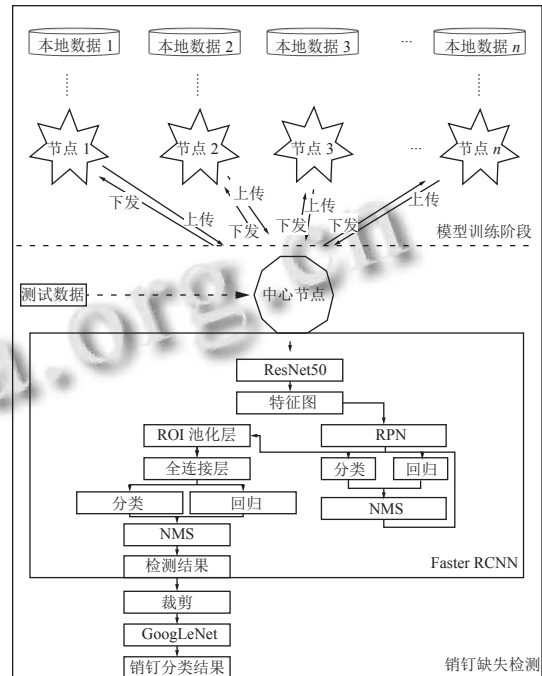 本地数据 1
本地数据 2
本地数据 3
...
本地数据 n
节点 1
节点 2
节点 3
...
节点 n
下发
上传
上传
下发
上传
下发
下发
上传
模型训练阶段
测试数据
中心节点
a.org.cn
ResNet50
特征图
ROI 池化层
RPN
全连接层
分类
回归
分类
回归
NMS
NMS
检测结果
Faster RCNN
裁剪
GoogLeNet
销钉分类结果
销钉缺失检测